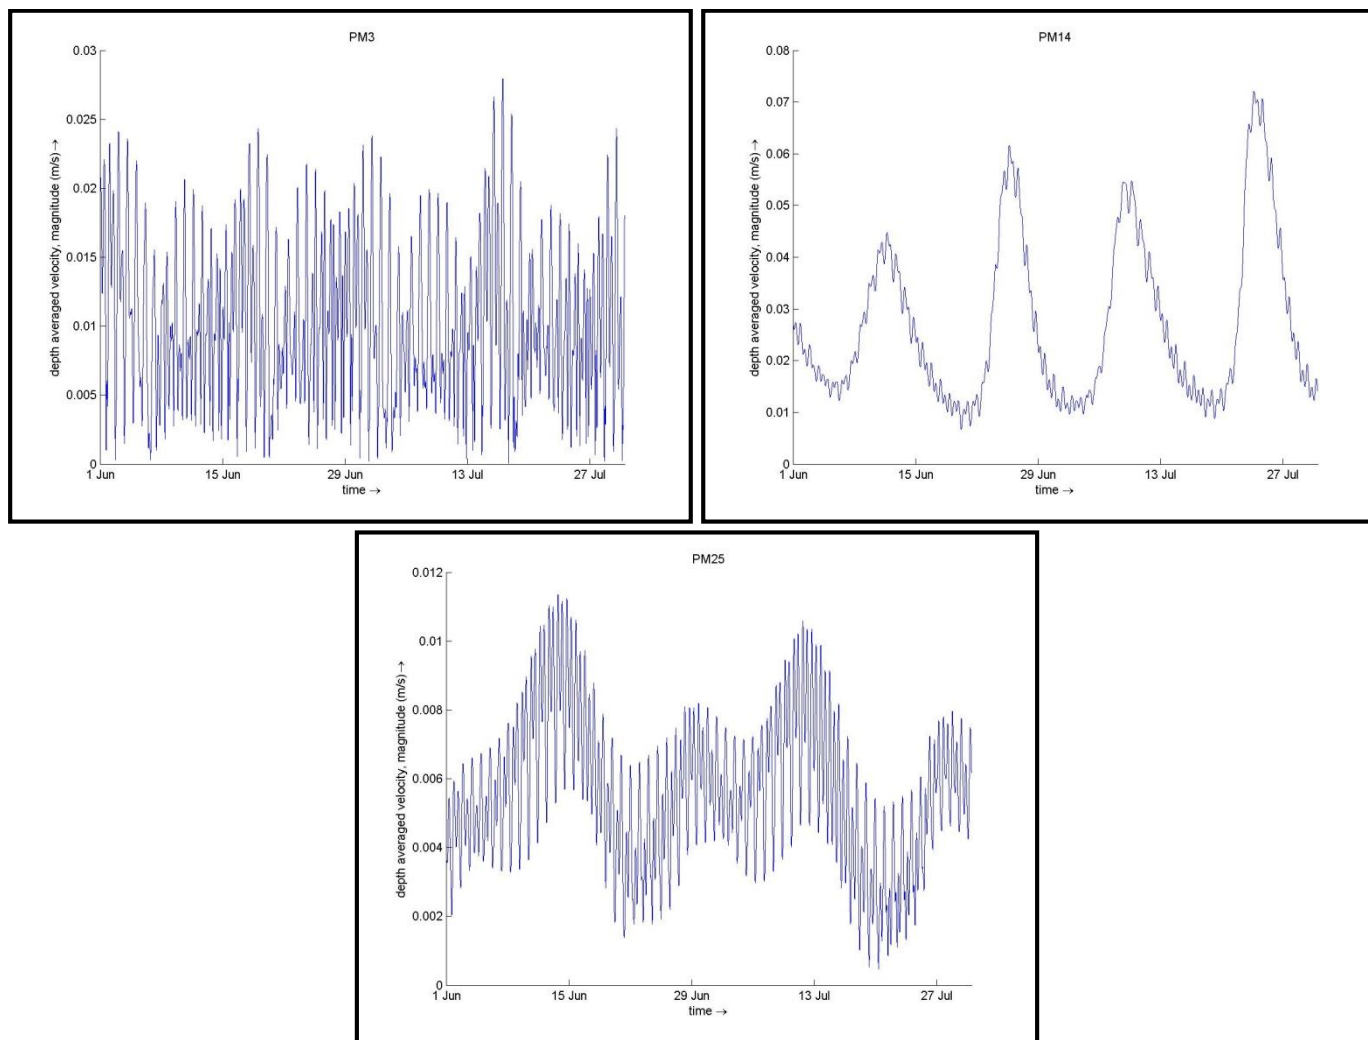 PM3
depth averaged velocity, magnitude (m/s) →
0.03
0.025
0.02
0.015
0.01
0.005
0
1 Jun 15 Jun 29 Jun 13 Jul 27 Jul
time →
PM14
depth averaged velocity, magnitude (m/s) →
0.08
0.07
0.06
0.05
0.04
0.03
0.02
0.01
0
1 Jun 15 Jun 29 Jun 13 Jul 27 Jul
time →
PM25
depth averaged velocity, magnitude (m/s) →
0.012
0.01
0.008
0.006
0.004
0.002
0
1 Jun 15 Jun 29 Jun 13 Jul 27 Jul
time →